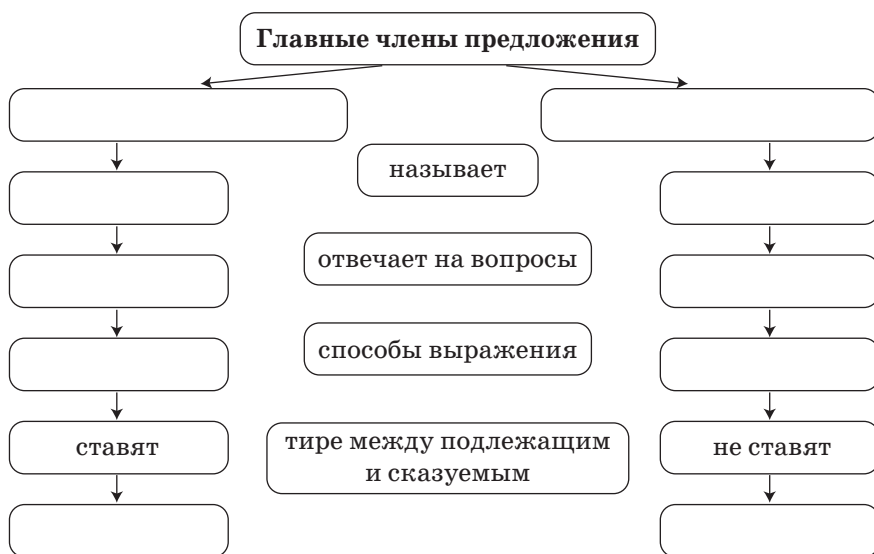 Главные члены предложения
называет
отвечает на вопросы
способы выражения
ставят
тире между подлежащим
и сказуемым
не ставят